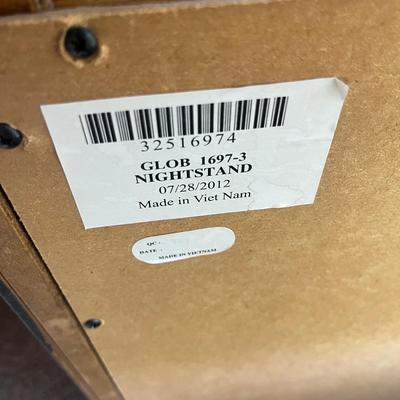 32516974
GLOB 1697-3
NIGHTSTAND
07/28/2012
Made in Viet Nam
QC :
DATE :
MADE IN VIETNAM